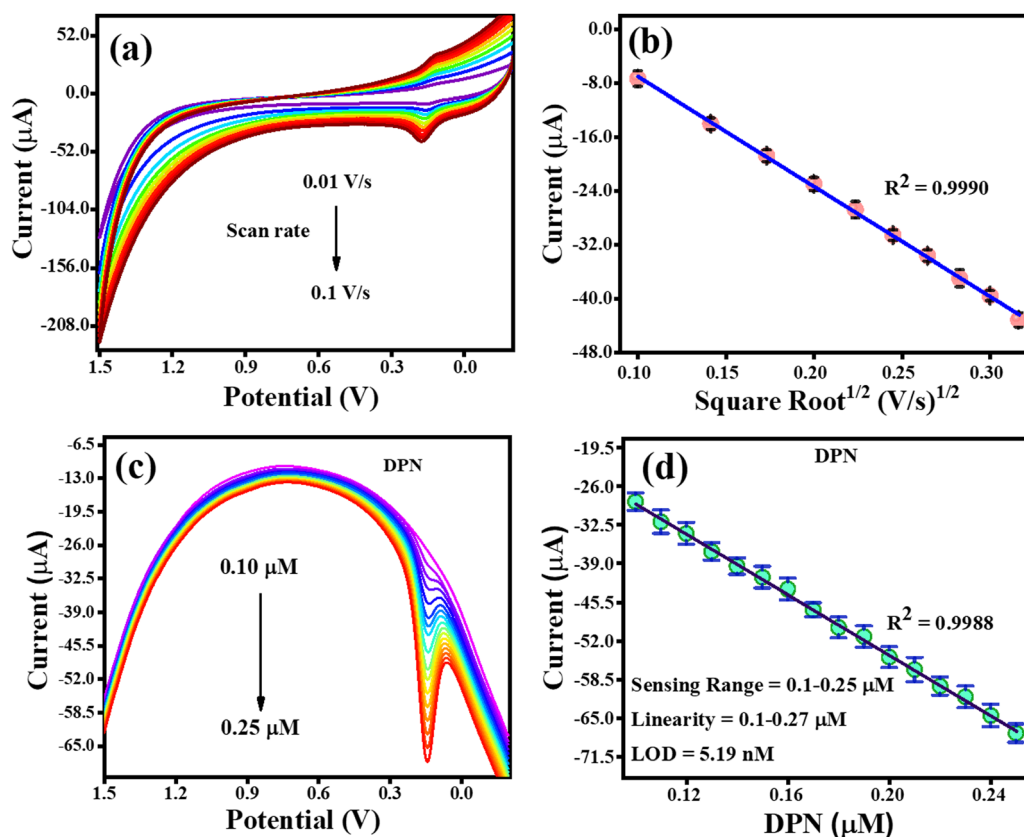 (a)
52.0
0.0
-52.0
-104.0
-156.0
-208.0
Current (μA)
0.01 V/s
Scan rate
0.1 V/s
1.5 1.2 0.9 0.6 0.3 0.0
Potential (V)
(b)
0.0
-8.0
-16.0
-24.0
-32.0
-40.0
-48.0
Current (μA)
R² = 0.9990
0.10 0.15 0.20 0.25 0.30
Square Root¹ᐟ² (V/s)¹ᐟ²
(c)
DPN
-6.5
-13.0
-19.5
-26.0
-32.5
-39.0
-45.5
-52.0
-58.5
-65.0
Current (μA)
0.10 μM
0.25 μM
1.5 1.2 0.9 0.6 0.3 0.0
Potential (V)
(d)
DPN
-19.5
-26.0
-32.5
-39.0
-45.5
-52.0
-58.5
-65.0
-71.5
Current (μA)
R² = 0.9988
Sensing Range = 0.1-0.25 μM
Linearity = 0.1-0.27 μM
LOD = 5.19 nM
0.12 0.16 0.20 0.24
DPN (μM)